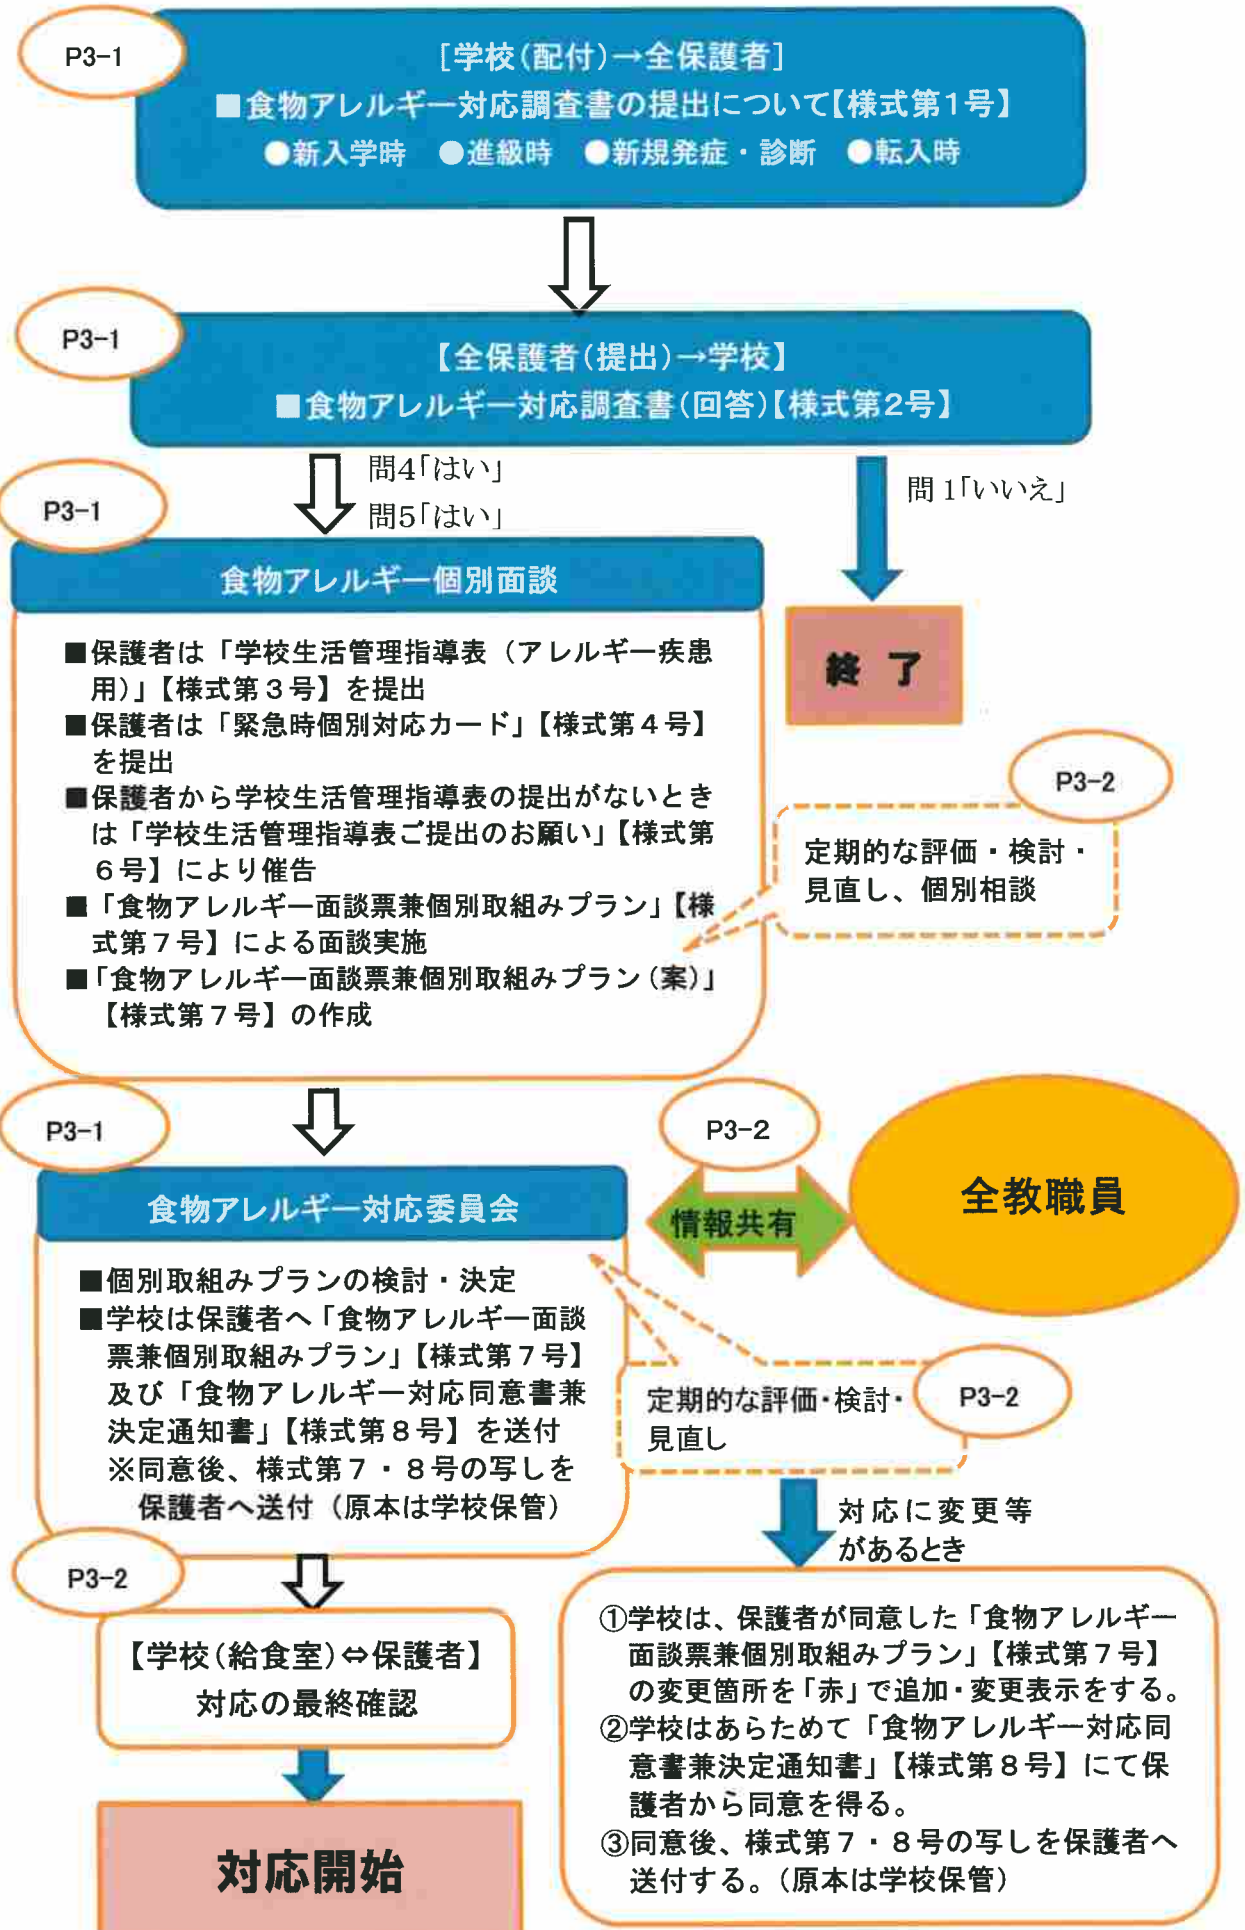 P3-1
[学校(配付)→全保護者]
■食物アレルギー対応調査書の提出について【様式第1号】
●新入学時 ●進級時 ●新規発症・診断 ●転入時
P3-1
【全保護者(提出)→学校】
■食物アレルギー対応調査書(回答)【様式第2号】
問4「はい」
問5「はい」
問1「いいえ」
P3-1
食物アレルギー個別面談
■保護者は「学校生活管理指導表（アレルギー疾患
用)」【様式第３号】を提出
■保護者は「緊急時個別対応カード」【様式第４号】
を提出
■保護者から学校生活管理指導表の提出がないとき
は「学校生活管理指導表ご提出のお願い」【様式第
６号】により催告
■「食物アレルギー面談票兼個別取組みプラン」【様
式第７号】による面談実施
■「食物アレルギー面談票兼個別取組みプラン(案)」
【様式第７号】の作成
終 了
P3-2
定期的な評価・検討・
見直し、個別相談
P3-1
食物アレルギー対応委員会
■個別取組みプランの検討・決定
■学校は保護者へ「食物アレルギー面談
票兼個別取組みプラン」【様式第７号】
及び「食物アレルギー対応同意書兼
決定通知書」【様式第８号】を送付
※同意後、様式第７・８号の写しを
保護者へ送付（原本は学校保管）
P3-2
情報共有
全教職員
定期的な評価・検討・
見直し
P3-2
対応に変更等
があるとき
P3-2
【学校(給食室)⇔保護者】
対応の最終確認
対応開始
①学校は、保護者が同意した「食物アレルギー
面談票兼個別取組みプラン」【様式第７号】
の変更箇所を「赤」で追加・変更表示をする。
②学校はあらためて「食物アレルギー対応同
意書兼決定通知書」【様式第８号】にて保
護者から同意を得る。
③同意後、様式第７・８号の写しを保護者へ
送付する。(原本は学校保管)